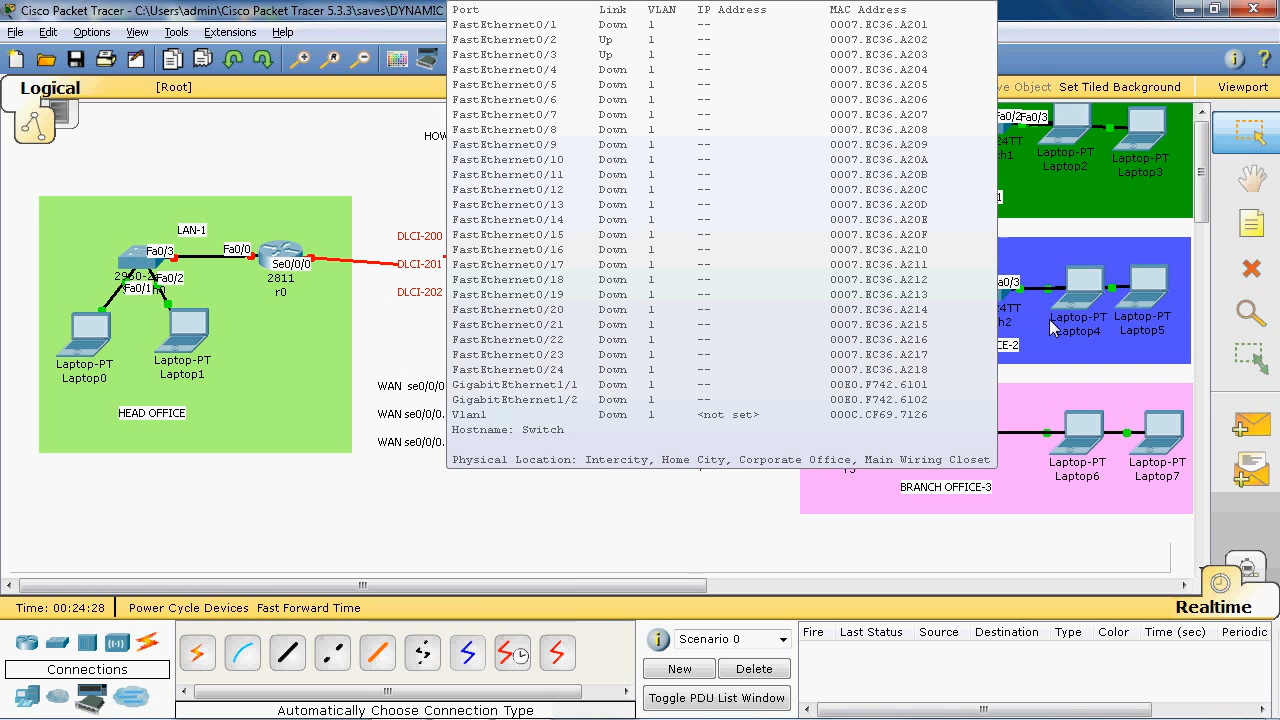 Cisco Packet Tracer - C:\Users\admin\Cisco Packet Tracer 5.3.3\saves\DYNAMIC
File Edit Options View Tools Extensions Help
Logical
[Root]
Set Tiled Background
Viewport
Port Link VLAN IP Address MAC Address
FastEthernet0/1 Down 1 -- 0007.EC36.A201
FastEthernet0/2 Up 1 -- 0007.EC36.A202
FastEthernet0/3 Up 1 -- 0007.EC36.A203
FastEthernet0/4 Down 1 -- 0007.EC36.A204
FastEthernet0/5 Down 1 -- 0007.EC36.A205
FastEthernet0/6 Down 1 -- 0007.EC36.A206
FastEthernet0/7 Down 1 -- 0007.EC36.A207
FastEthernet0/8 Down 1 -- 0007.EC36.A208
FastEthernet0/9 Down 1 -- 0007.EC36.A209
FastEthernet0/10 Down 1 -- 0007.EC36.A20A
FastEthernet0/11 Down 1 -- 0007.EC36.A20B
FastEthernet0/12 Down 1 -- 0007.EC36.A20C
FastEthernet0/13 Down 1 -- 0007.EC36.A20D
FastEthernet0/14 Down 1 -- 0007.EC36.A20E
FastEthernet0/15 Down 1 -- 0007.EC36.A20F
FastEthernet0/16 Down 1 -- 0007.EC36.A210
FastEthernet0/17 Down 1 -- 0007.EC36.A211
FastEthernet0/18 Down 1 -- 0007.EC36.A212
FastEthernet0/19 Down 1 -- 0007.EC36.A213
FastEthernet0/20 Down 1 -- 0007.EC36.A214
FastEthernet0/21 Down 1 -- 0007.EC36.A215
FastEthernet0/22 Down 1 -- 0007.EC36.A216
FastEthernet0/23 Down 1 -- 0007.EC36.A217
FastEthernet0/24 Down 1 -- 0007.EC36.A218
GigabitEthernet1/1 Down 1 -- 00E0.F742.6101
GigabitEthernet1/2 Down 1 -- 00E0.F742.6102
Vlan1 Down 1 <not set> 000C.CF69.7126
Hostname: Switch
Physical Location: Intercity, Home City, Corporate Office, Main Wiring Closet
HOW
LAN-1
Fa0/3
Fa0/0
Se0/0/0
Fa0/2
Fa0/1
2811
r0
Laptop-PT
Laptop0
Laptop-PT
Laptop1
HEAD OFFICE
DLCI-200
DLCI-201
DLCI-202
WAN se0/0/0.
WAN se0/0.
WAN se0/0.
Fa0/2 Fa0/3
24TT
Laptop-PT
Laptop2
Laptop-PT
Laptop3
Fa0/3
24TT
Laptop-PT
Laptop4
Laptop-PT
Laptop5
CE-2
Laptop-PT
Laptop6
Laptop-PT
Laptop7
BRANCH OFFICE-3
Time: 00:24:28
Power Cycle Devices Fast Forward Time
Realtime
Connections
Automatically Choose Connection Type
Scenario 0
New
Delete
Toggle PDU List Window
Fire Last Status Source Destination Type Color Time (sec) Periodic